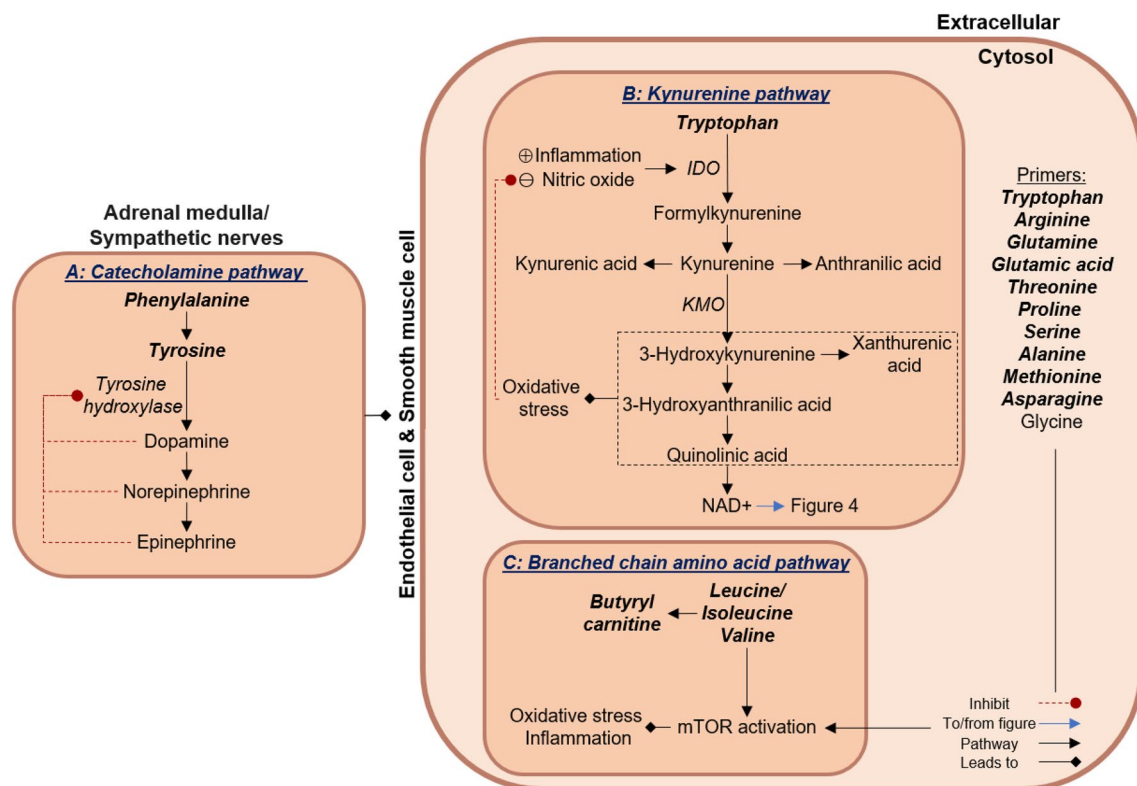 Extracellular
Cytosol
Adrenal medulla/
Sympathetic nerves
A: Catecholamine pathway
Phenylalanine
Tyrosine
Tyrosine
hydroxylase
Dopamine
Norepinephrine
Epinephrine
Endothelial cell & Smooth muscle cell
B: Kynurenine pathway
Tryptophan
⊕Inflammation
⊖ Nitric oxide
IDO
Formylkynurenine
Kynurenic acid
Kynurenine
Anthranilic acid
KMO
3-Hydroxykynurenine
Xanthurenic
acid
Oxidative
stress
3-Hydroxyanthranilic acid
Quinolinic acid
NAD+
Figure 4
C: Branched chain amino acid pathway
Butyryl
carnitine
Leucine/
Isoleucine
Valine
Oxidative stress
Inflammation
mTOR activation
Primers:
Tryptophan
Arginine
Glutamine
Glutamic acid
Threonine
Proline
Serine
Alanine
Methionine
Asparagine
Glycine
Inhibit
To/from figure
Pathway
Leads to